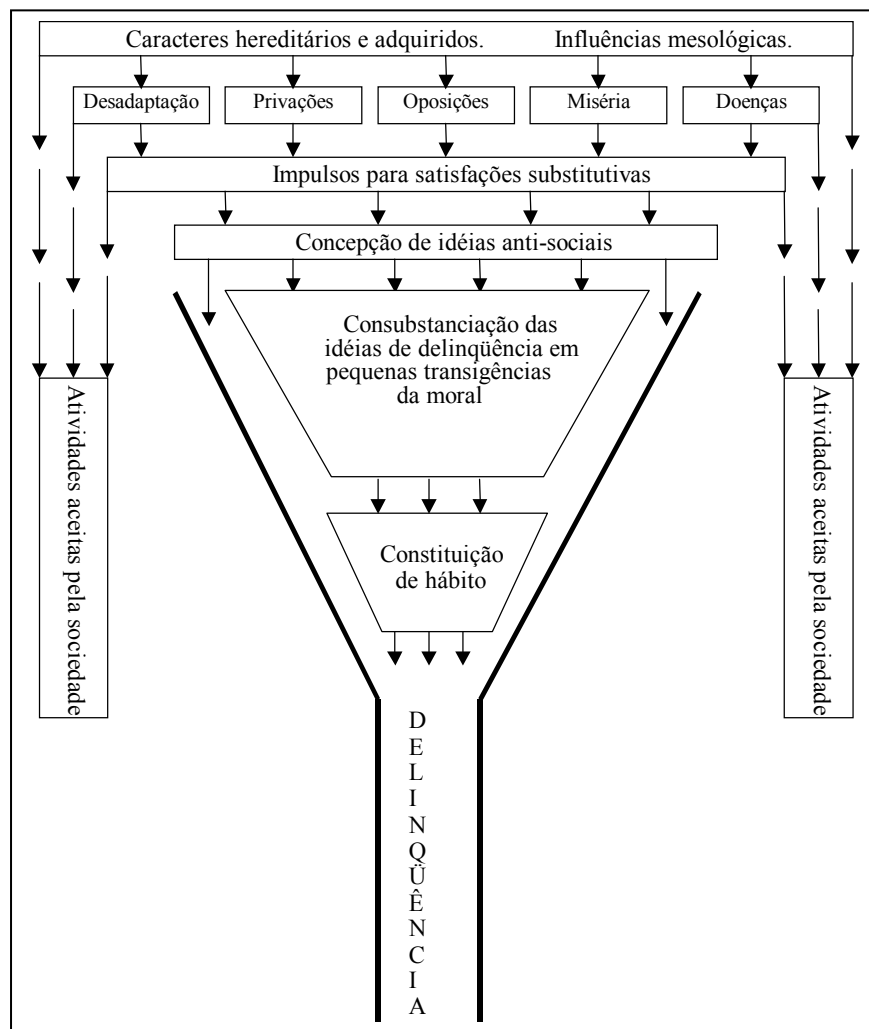 Caracteres hereditários e adquiridos. Influências mesológicas.
Desadaptação Privações Oposições Miséria Doenças
Impulsos para satisfações substitutivas
Concepção de idéias anti-sociais
Consubstanciação das
idéias de delinqüência em
pequenas transigências
da moral
Constituição
de hábito
Atividades aceitas pela sociedade
Atividades aceitas pela sociedade
DELINQÜÊNCIA